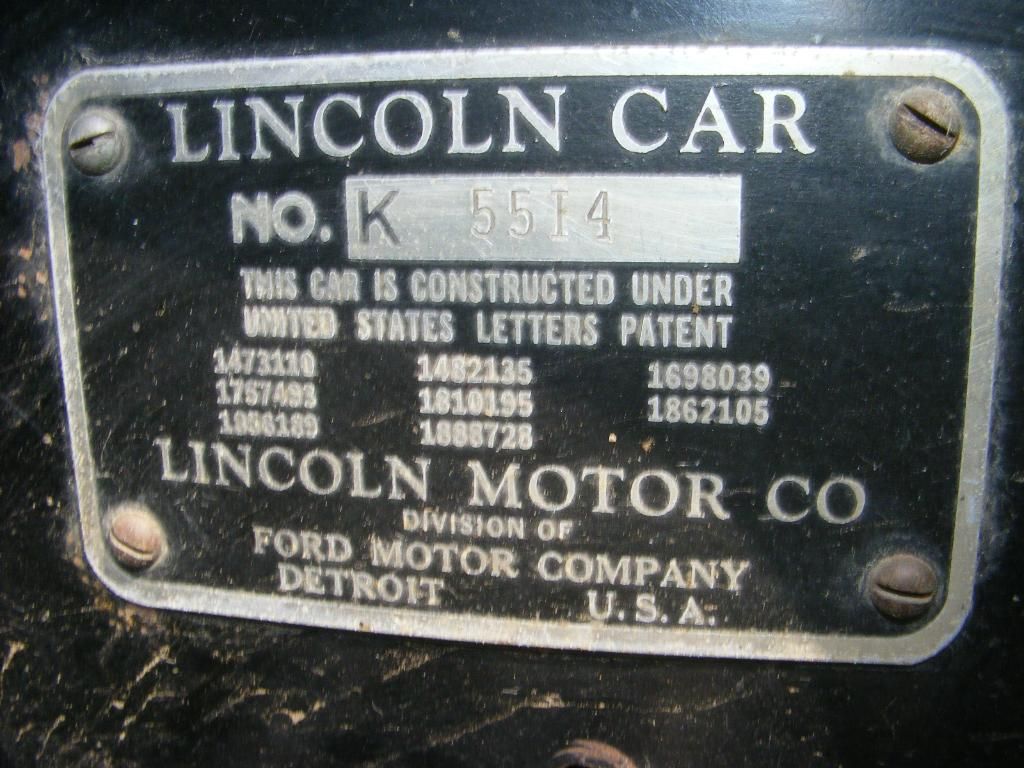 LINCOLN CAR
NO. K 5514
THIS CAR IS CONSTRUCTED UNDER
UNITED STATES LETTERS PATENT
1473110 1482135 1698039
1757493 1810195 1862105
1888728
LINCOLN MOTOR CO
DIVISION OF
FORD MOTOR COMPANY
DETROIT U.S.A.